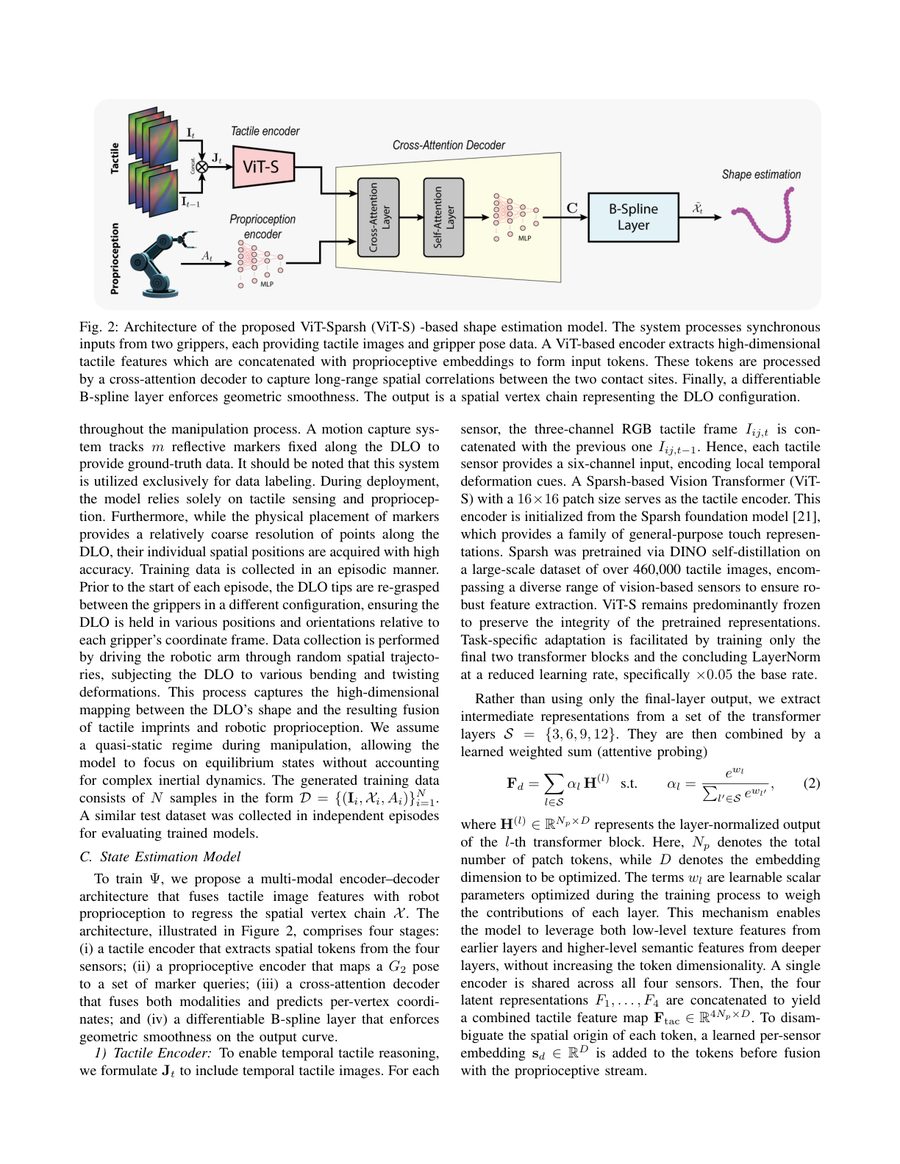 Tactile
I_t
Concat.
J_t
I_{t−1}
Tactile encoder
ViT-S
Proprioception
A_t
Proprioception
encoder
MLP
Cross-Attention Decoder
Cross-Attention
Layer
Self-Attention
Layer
MLP
C
B-Spline
Layer
X̂_t
Shape estimation
Fig. 2: Architecture of the proposed ViT-Sparsh (ViT-S) -based shape estimation model. The system processes synchronous
inputs from two grippers, each providing tactile images and gripper pose data. A ViT-based encoder extracts high-dimensional
tactile features which are concatenated with proprioceptive embeddings to form input tokens. These tokens are processed
by a cross-attention decoder to capture long-range spatial correlations between the two contact sites. Finally, a differentiable
B-spline layer enforces geometric smoothness. The output is a spatial vertex chain representing the DLO configuration.
throughout the manipulation process. A motion capture sys-
tem tracks m reflective markers fixed along the DLO to
provide ground-truth data. It should be noted that this system
is utilized exclusively for data labeling. During deployment,
the model relies solely on tactile sensing and propriocep-
tion. Furthermore, while the physical placement of markers
provides a relatively coarse resolution of points along the
DLO, their individual spatial positions are acquired with high
accuracy. Training data is collected in an episodic manner.
Prior to the start of each episode, the DLO tips are re-grasped
between the grippers in a different configuration, ensuring the
DLO is held in various positions and orientations relative to
each gripper's coordinate frame. Data collection is performed
by driving the robotic arm through random spatial trajecto-
ries, subjecting the DLO to various bending and twisting
deformations. This process captures the high-dimensional
mapping between the DLO's shape and the resulting fusion
of tactile imprints and robotic proprioception. We assume
a quasi-static regime during manipulation, allowing the
model to focus on equilibrium states without accounting
for complex inertial dynamics. The generated training data
consists of N samples in the form 𝒟 = {(I_i, 𝒳_i, A_i)}_{i=1}^N.
A similar test dataset was collected in independent episodes
for evaluating trained models.
C. State Estimation Model
To train Ψ, we propose a multi-modal encoder–decoder
architecture that fuses tactile image features with robot
proprioception to regress the spatial vertex chain 𝒳. The
architecture, illustrated in Figure 2, comprises four stages:
(i) a tactile encoder that extracts spatial tokens from the four
sensors; (ii) a proprioceptive encoder that maps a G_2 pose
to a set of marker queries; (iii) a cross-attention decoder
that fuses both modalities and predicts per-vertex coordi-
nates; and (iv) a differentiable B-spline layer that enforces
geometric smoothness on the output curve.
1) Tactile Encoder: To enable temporal tactile reasoning,
we formulate J_t to include temporal tactile images. For each
sensor, the three-channel RGB tactile frame I_{ij,t} is con-
catenated with the previous one I_{ij,t−1}. Hence, each tactile
sensor provides a six-channel input, encoding local temporal
deformation cues. A Sparsh-based Vision Transformer (ViT-
S) with a 16×16 patch size serves as the tactile encoder. This
encoder is initialized from the Sparsh foundation model [21],
which provides a family of general-purpose touch represen-
tations. Sparsh was pretrained via DINO self-distillation on
a large-scale dataset of over 460,000 tactile images, encom-
passing a diverse range of vision-based sensors to ensure ro-
bust feature extraction. ViT-S remains predominantly frozen
to preserve the integrity of the pretrained representations.
Task-specific adaptation is facilitated by training only the
final two transformer blocks and the concluding LayerNorm
at a reduced learning rate, specifically ×0.05 the base rate.
Rather than using only the final-layer output, we extract
intermediate representations from a set of the transformer
layers 𝒮 = {3, 6, 9, 12}. They are then combined by a
learned weighted sum (attentive probing)
F_d = ∑_{l∈𝒮} α_l H^{(l)} s.t. α_l = e^{w_l} / ∑_{l′∈𝒮} e^{w_{l′}}, (2)
where H^{(l)} ∈ ℝ^{N_p×D} represents the layer-normalized output
of the l-th transformer block. Here, N_p denotes the total
number of patch tokens, while D denotes the embedding
dimension to be optimized. The terms w_l are learnable scalar
parameters optimized during the training process to weigh
the contributions of each layer. This mechanism enables
the model to leverage both low-level texture features from
earlier layers and higher-level semantic features from deeper
layers, without increasing the token dimensionality. A single
encoder is shared across all four sensors. Then, the four
latent representations F_1, . . . , F_4 are concatenated to yield
a combined tactile feature map F_tac ∈ ℝ^{4N_p×D}. To disam-
biguate the spatial origin of each token, a learned per-sensor
embedding s_d ∈ ℝ^D is added to the tokens before fusion
with the proprioceptive stream.